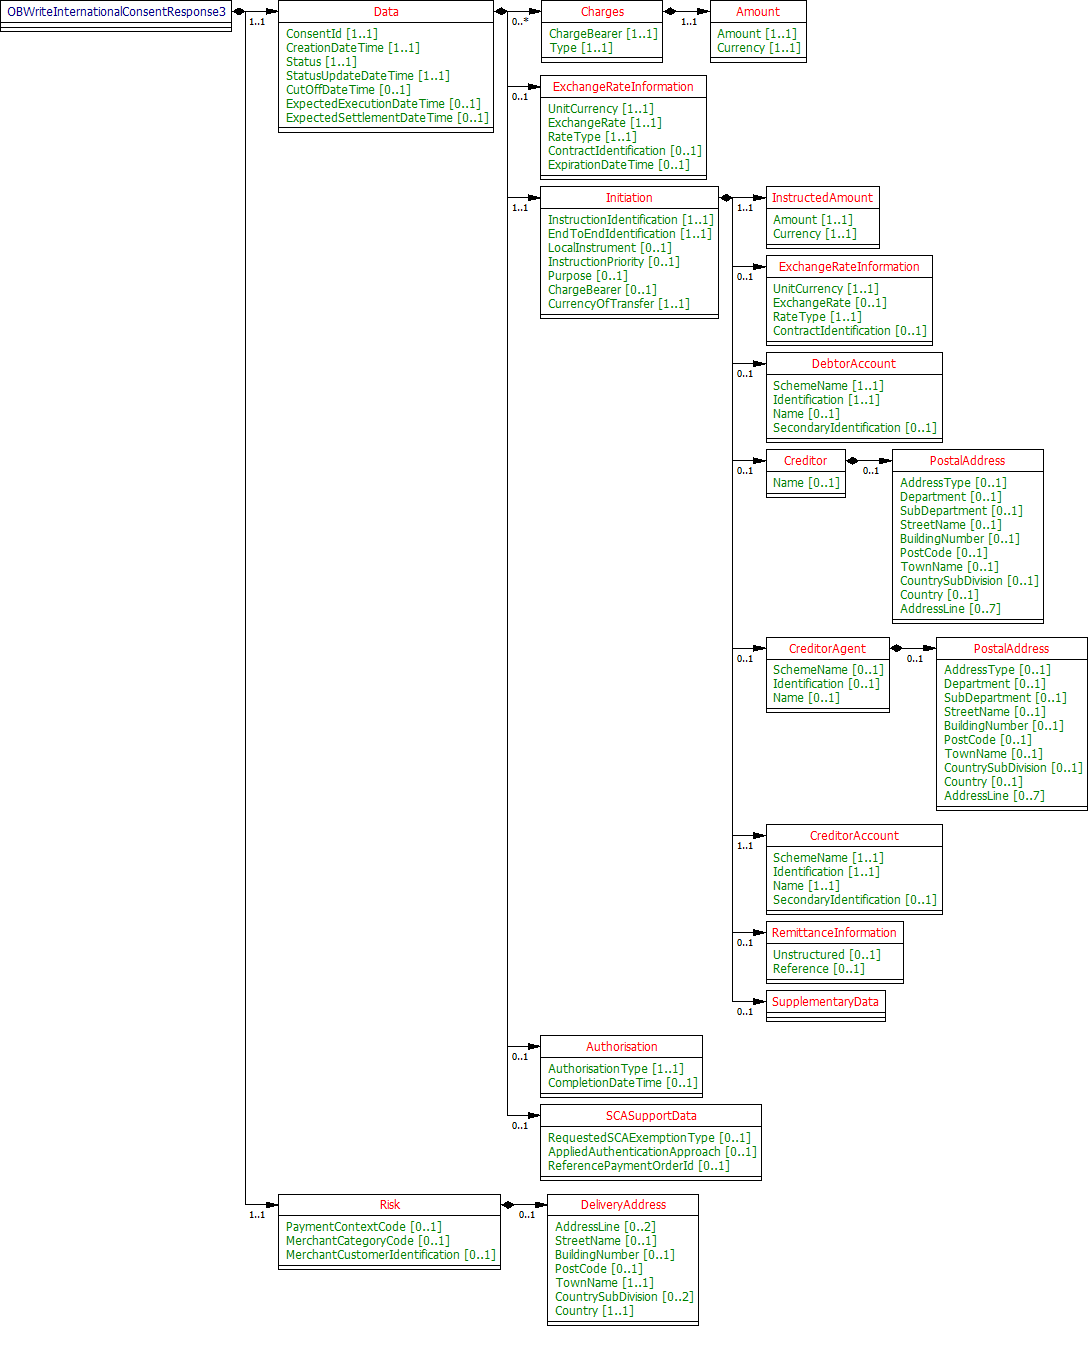 OBWriteInternationalConsentResponse3
1..1
Data
ConsentId [1..1]
CreationDateTime [1..1]
Status [1..1]
StatusUpdateDateTime [1..1]
CutOffDateTime [0..1]
ExpectedExecutionDateTime [0..1]
ExpectedSettlementDateTime [0..1]
0..*
Charges
ChargeBearer [1..1]
Type [1..1]
1..1
Amount
Amount [1..1]
Currency [1..1]
0..1
ExchangeRateInformation
UnitCurrency [1..1]
ExchangeRate [1..1]
RateType [1..1]
ContractIdentification [0..1]
ExpirationDateTime [0..1]
1..1
Initiation
InstructionIdentification [1..1]
EndToEndIdentification [1..1]
LocalInstrument [0..1]
InstructionPriority [0..1]
Purpose [0..1]
ChargeBearer [0..1]
CurrencyOfTransfer [1..1]
1..1
InstructedAmount
Amount [1..1]
Currency [1..1]
0..1
ExchangeRateInformation
UnitCurrency [1..1]
ExchangeRate [0..1]
RateType [1..1]
ContractIdentification [0..1]
0..1
DebtorAccount
SchemeName [1..1]
Identification [1..1]
Name [0..1]
SecondaryIdentification [0..1]
0..1
Creditor
Name [0..1]
0..1
PostalAddress
AddressType [0..1]
Department [0..1]
SubDepartment [0..1]
StreetName [0..1]
BuildingNumber [0..1]
PostCode [0..1]
TownName [0..1]
CountrySubDivision [0..1]
Country [0..1]
AddressLine [0..7]
0..1
CreditorAgent
SchemeName [0..1]
Identification [0..1]
Name [0..1]
0..1
PostalAddress
AddressType [0..1]
Department [0..1]
SubDepartment [0..1]
StreetName [0..1]
BuildingNumber [0..1]
PostCode [0..1]
TownName [0..1]
CountrySubDivision [0..1]
Country [0..1]
AddressLine [0..7]
1..1
CreditorAccount
SchemeName [1..1]
Identification [1..1]
Name [1..1]
SecondaryIdentification [0..1]
0..1
RemittanceInformation
Unstructured [0..1]
Reference [0..1]
0..1
SupplementaryData
0..1
Authorisation
AuthorisationType [1..1]
CompletionDateTime [0..1]
0..1
SCASupportData
RequestedSCAExemptionType [0..1]
AppliedAuthenticationApproach [0..1]
ReferencePaymentOrderId [0..1]
1..1
Risk
PaymentContextCode [0..1]
MerchantCategoryCode [0..1]
MerchantCustomerIdentification [0..1]
0..1
DeliveryAddress
AddressLine [0..2]
StreetName [0..1]
BuildingNumber [0..1]
PostCode [0..1]
TownName [1..1]
CountrySubDivision [0..2]
Country [1..1]